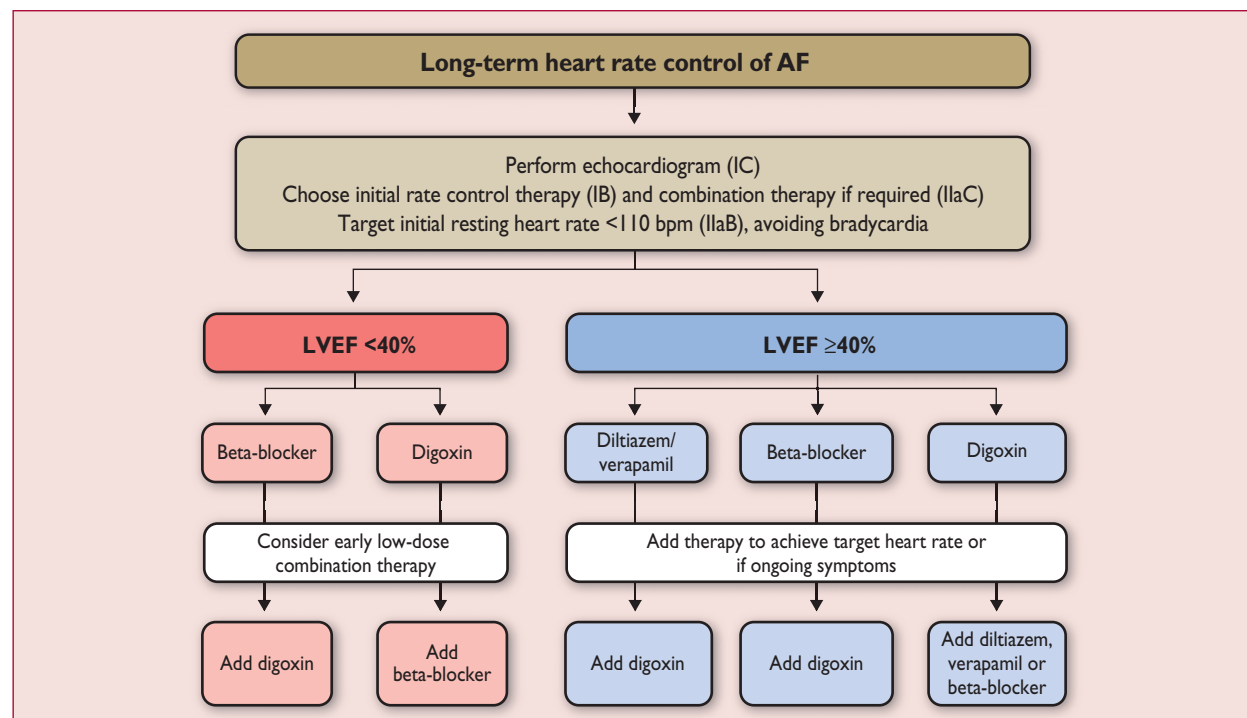 Long-term heart rate control of AF
Perform echocardiogram (IC)
Choose initial rate control therapy (IB) and combination therapy if required (IIaC)
Target initial resting heart rate <110 bpm (IIaB), avoiding bradycardia
LVEF <40%
LVEF ≥40%
Beta-blocker
Digoxin
Diltiazem/
verapamil
Beta-blocker
Digoxin
Consider early low-dose
combination therapy
Add therapy to achieve target heart rate or
if ongoing symptoms
Add digoxin
Add
beta-blocker
Add digoxin
Add digoxin
Add diltiazem,
verapamil or
beta-blocker